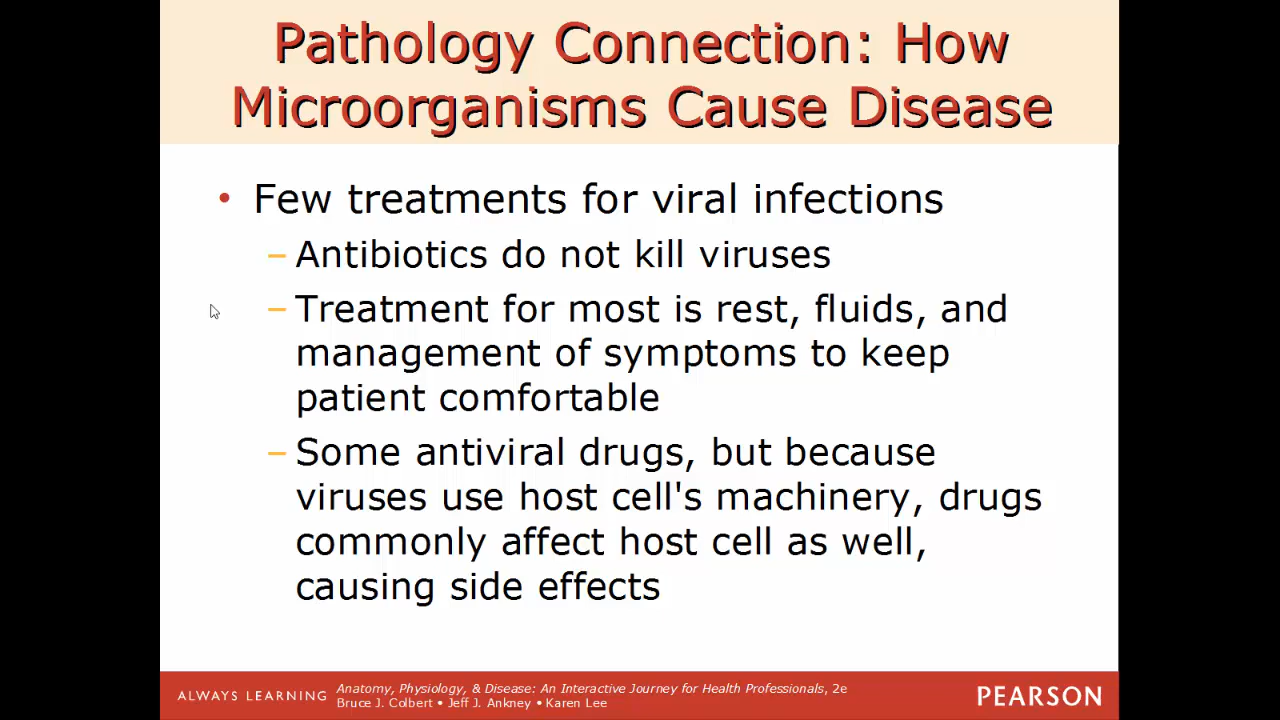 Pathology Connection: How
Microorganisms Cause Disease
• Few treatments for viral infections
– Antibiotics do not kill viruses
– Treatment for most is rest, fluids, and
management of symptoms to keep
patient comfortable
– Some antiviral drugs, but because
viruses use host cell's machinery, drugs
commonly affect host cell as well,
causing side effects
ALWAYS LEARNING
Anatomy, Physiology, & Disease: An Interactive Journey for Health Professionals, 2e
Bruce J. Colbert • Jeff J. Ankney • Karen Lee
PEARSON